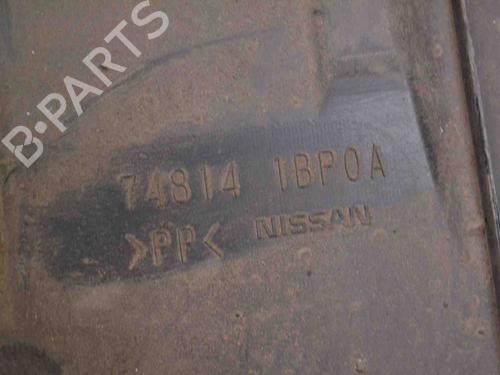 B-PARTS
74814 1BP0A
>PP< NISSAN